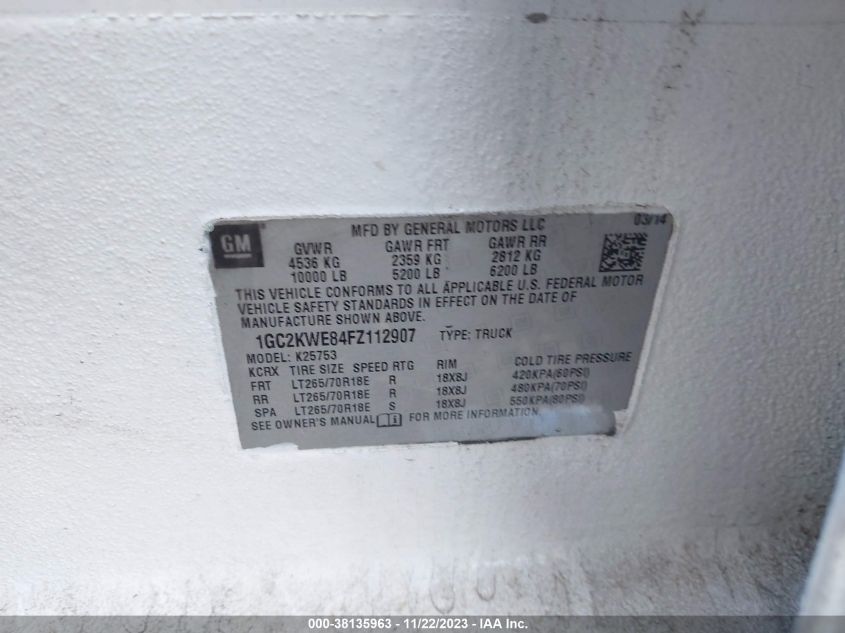 GM
MFD BY GENERAL MOTORS LLC 03/14
GVWR GAWR FRT GAWR RR
4536 KG 2359 KG 2812 KG
10000 LB 5200 LB 6200 LB
THIS VEHICLE CONFORMS TO ALL APPLICABLE U.S. FEDERAL MOTOR
VEHICLE SAFETY STANDARDS IN EFFECT ON THE DATE OF
MANUFACTURE SHOWN ABOVE.
1GC2KWE84FZ112907 TYPE: TRUCK
MODEL: K25753
KCRX TIRE SIZE SPEED RTG RIM COLD TIRE PRESSURE
FRT LT265/70R18E R 18X8J 420KPA(60PSI)
RR LT265/70R18E R 18X8J 480KPA(70PSI)
SPA LT265/70R18E S 18X8J 550KPA(80PSI)
SEE OWNER'S MANUAL FOR MORE INFORMATION.
000-38135963 - 11/22/2023 - IAA Inc.